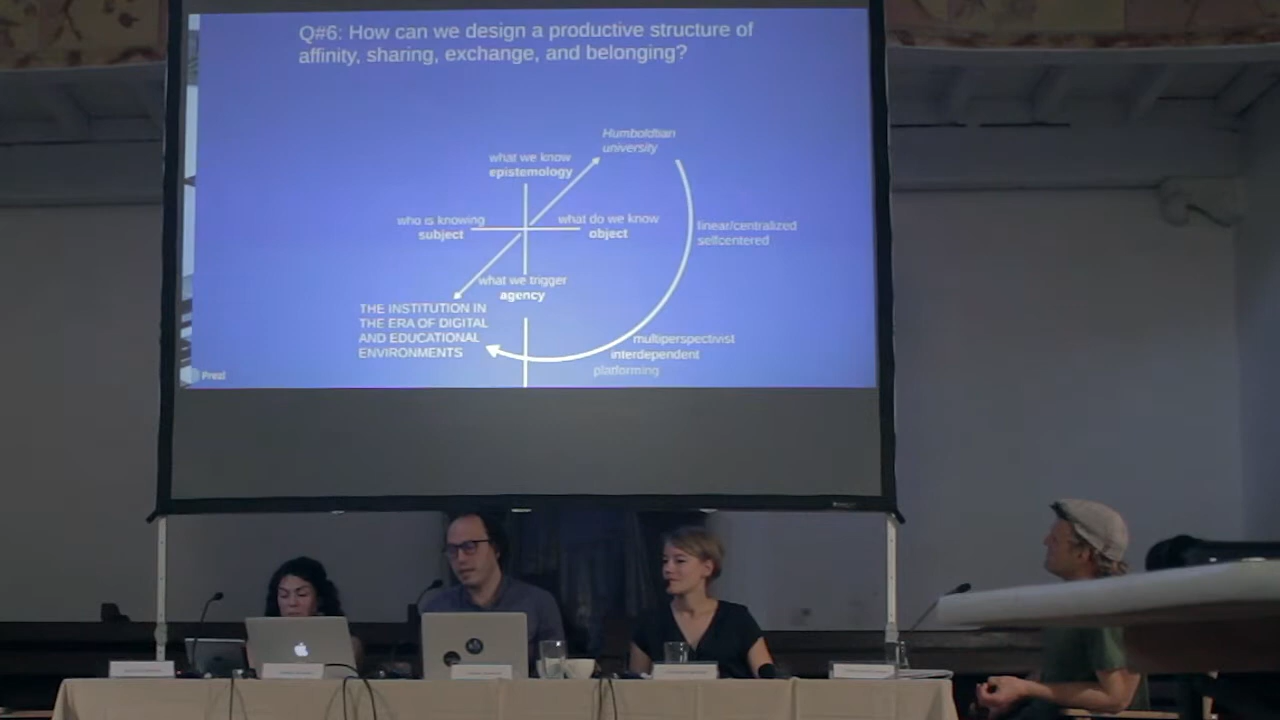 Q#6: How can we design a productive structure of
affinity, sharing, exchange, and belonging?
Humboldtian
university
what we know
epistemology
who is knowing
subject
what do we know
object
linear/centralized
selfcentered
what we trigger
agency
THE INSTITUTION IN
THE ERA OF DIGITAL
AND EDUCATIONAL
ENVIRONMENTS
multiperspectivist
interdependent
platforming
Prezi